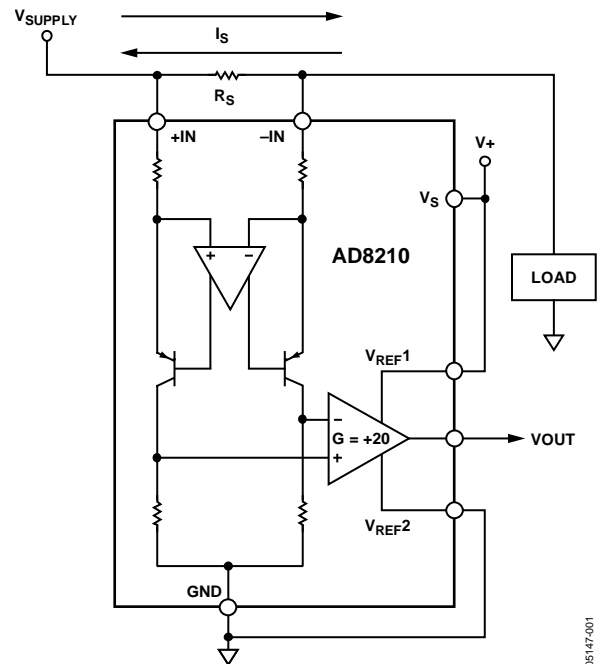 VSUPPLY
IS
RS
+IN
–IN
V+
VS
+
–
AD8210
LOAD
VREF1
–
G = +20
+
VOUT
VREF2
GND
05147-001